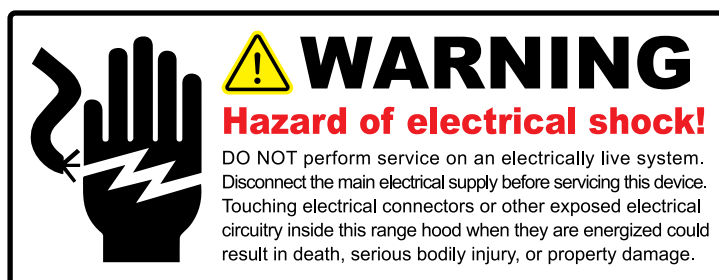 WARNING
Hazard of electrical shock!
DO NOT perform service on an electrically live system.
Disconnect the main electrical supply before servicing this device.
Touching electrical connectors or other exposed electrical
circuitry inside this range hood when they are energized could
result in death, serious bodily injury, or property damage.